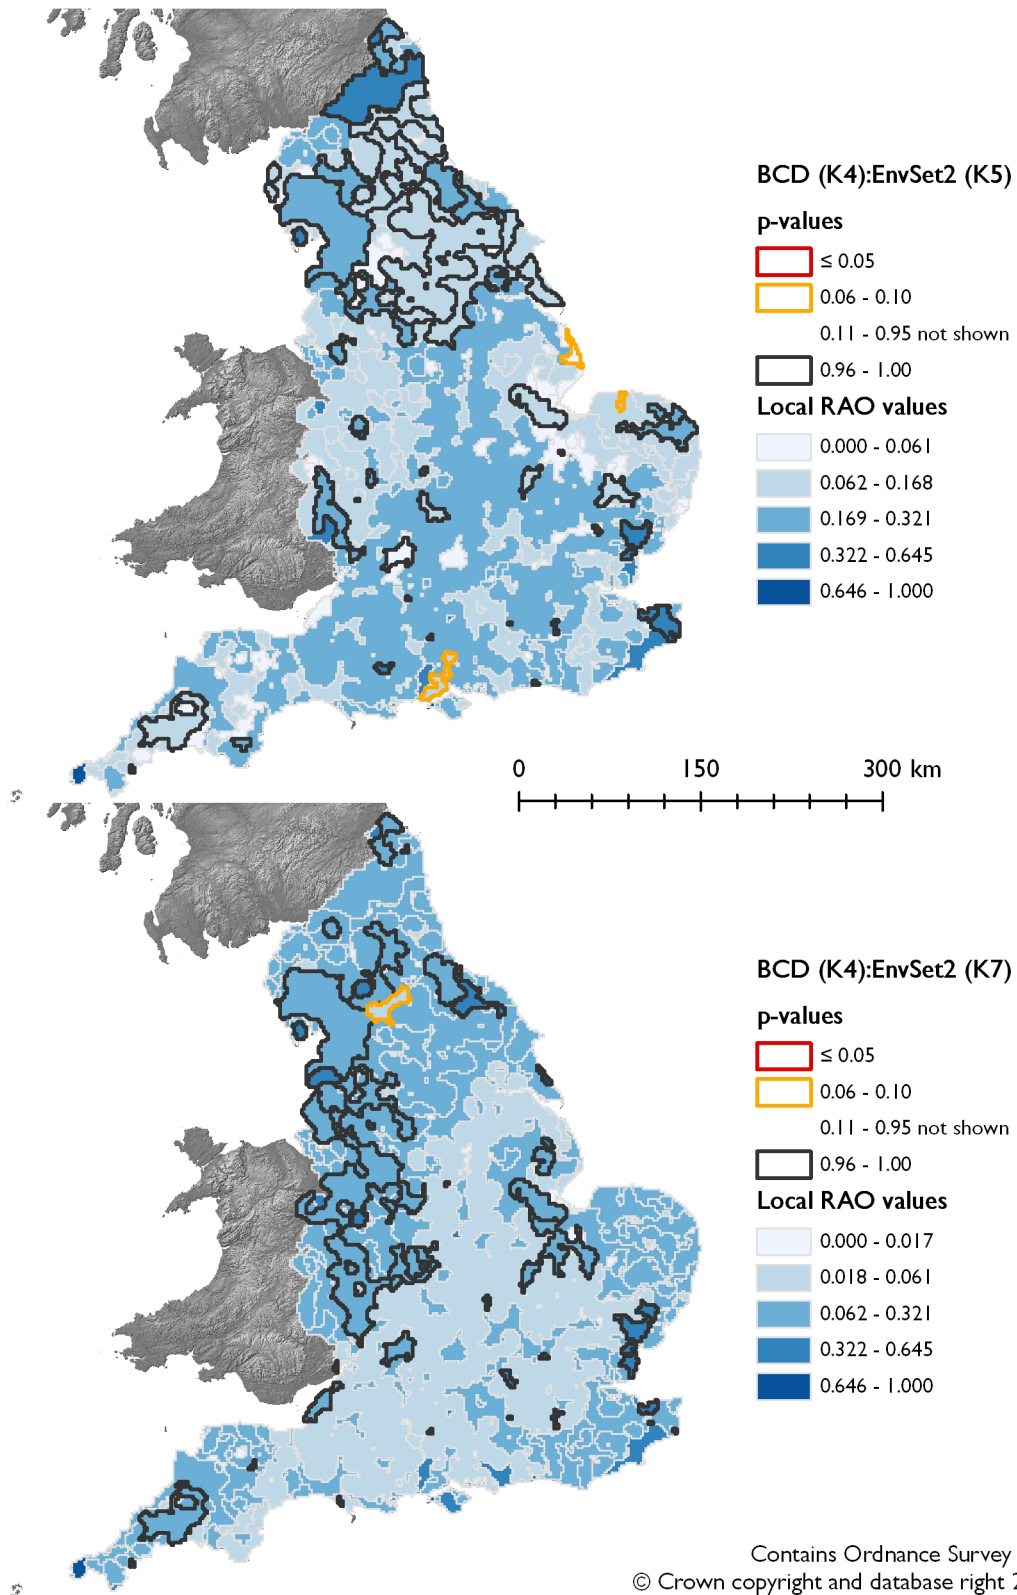 BCD (K4):EnvSet2 (K5)
p-values
≤ 0.05
0.06 - 0.10
0.11 - 0.95 not shown
0.96 - 1.00
Local RAO values
0.000 - 0.061
0.062 - 0.168
0.169 - 0.321
0.322 - 0.645
0.646 - 1.000
0 150 300 km
BCD (K4):EnvSet2 (K7)
p-values
≤ 0.05
0.06 - 0.10
0.11 - 0.95 not shown
0.96 - 1.00
Local RAO values
0.000 - 0.017
0.018 - 0.061
0.062 - 0.321
0.322 - 0.645
0.646 - 1.000
Contains Ordnance Survey
© Crown copyright and database right